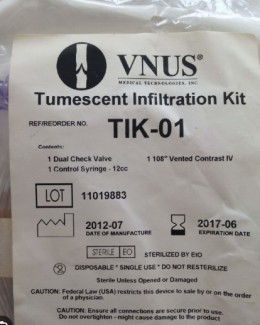 VNUS®
MEDICAL TECHNOLOGIES, INC.
Tumescent Infiltration Kit
REF/REORDER NO. TIK-01
Contents:
1 Dual Check Valve 1 108" Vented Contrast IV
1 Control Syringe - 12cc
LOT 11019883
2012-07 2017-06
DATE OF MANUFACTURE EXPIRATION DATE
STERILE EO STERILIZED BY EtO
DISPOSABLE * SINGLE USE * DO NOT RESTERILIZE
Sterile Unless Opened or Damaged
CAUTION: Federal Law (USA) restricts this device to sale by or on the order
of a physician.
CAUTION: Ensure all connections are secure prior to use.
Do not overtighten - might cause damage to the